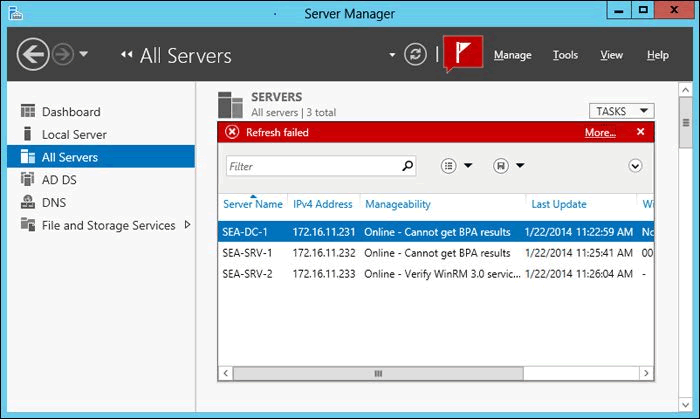 Server Manager
All Servers
Manage Tools View Help
Dashboard
Local Server
All Servers
AD DS
DNS
File and Storage Services
SERVERS
All servers | 3 total
TASKS
Refresh failed More...
Filter
Server Name IPv4 Address Manageability Last Update Wi
SEA-DC-1 172.16.11.231 Online - Cannot get BPA results 1/22/2014 11:22:59 AM No
SEA-SRV-1 172.16.11.232 Online - Cannot get BPA results 1/22/2014 11:25:41 AM 00
SEA-SRV-2 172.16.11.233 Online - Verify WinRM 3.0 servic... 1/22/2014 11:26:04 AM -